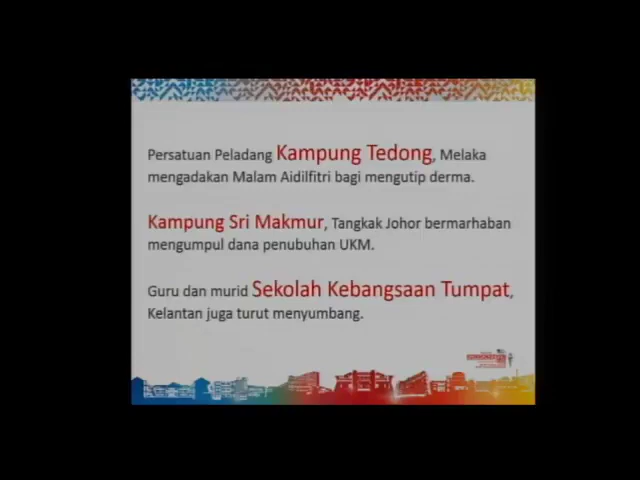 Persatuan Peladang Kampung Tedong, Melaka
mengadakan Malam Aidilfitri bagi mengutip derma.
Kampung Sri Makmur, Tangkak Johor bermarhaban
mengumpul dana penubuhan UKM.
Guru dan murid Sekolah Kebangsaan Tumpat,
Kelantan juga turut menyumbang.